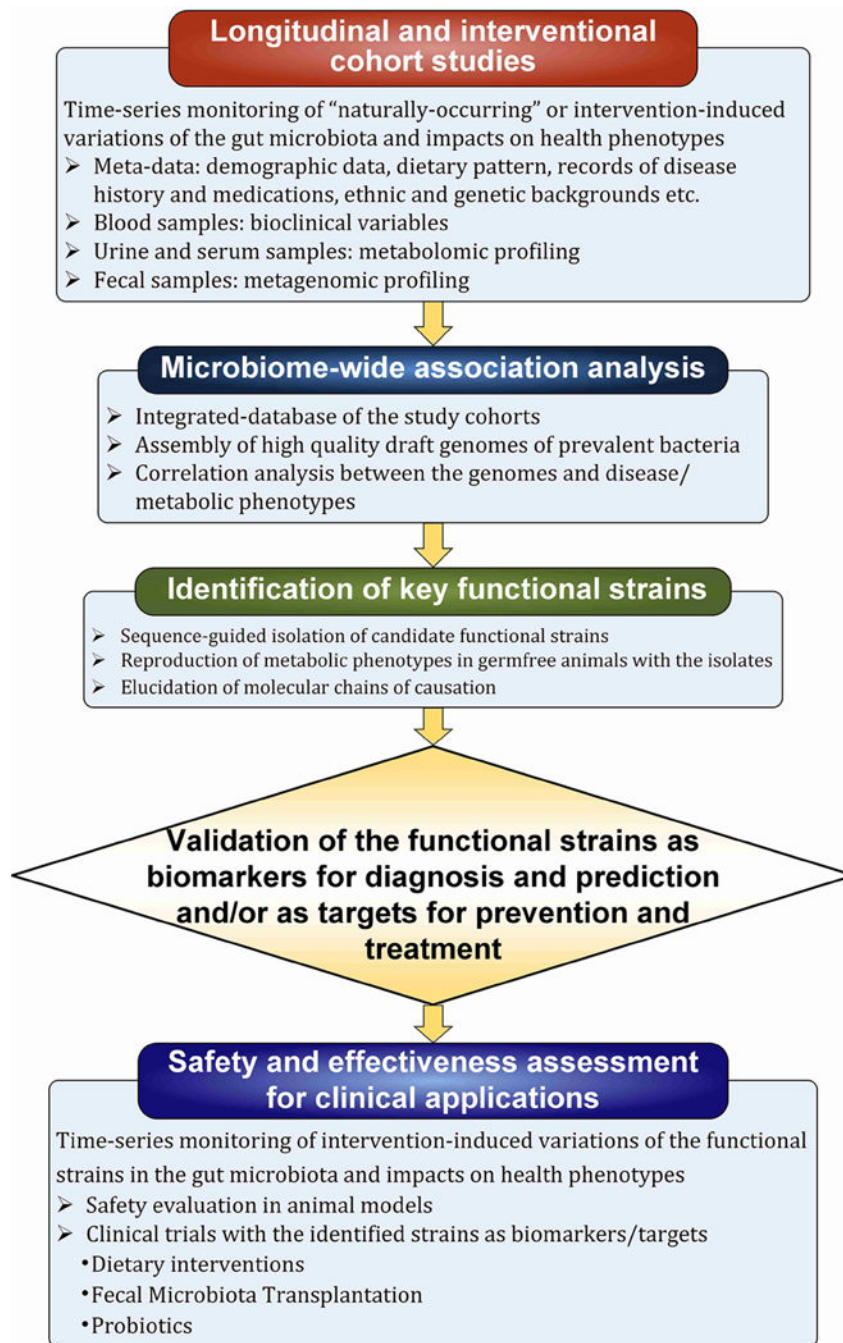 Longitudinal and interventional
cohort studies
Time-series monitoring of “naturally-occurring” or intervention-induced
variations of the gut microbiota and impacts on health phenotypes
➢ Meta-data: demographic data, dietary pattern, records of disease
history and medications, ethnic and genetic backgrounds etc.
➢ Blood samples: bioclinical variables
➢ Urine and serum samples: metabolomic profiling
➢ Fecal samples: metagenomic profiling
Microbiome-wide association analysis
➢ Integrated-database of the study cohorts
➢ Assembly of high quality draft genomes of prevalent bacteria
➢ Correlation analysis between the genomes and disease/
metabolic phenotypes
Identification of key functional strains
➢ Sequence-guided isolation of candidate functional strains
➢ Reproduction of metabolic phenotypes in germfree animals with the isolates
➢ Elucidation of molecular chains of causation
Validation of the functional strains as
biomarkers for diagnosis and prediction
and/or as targets for prevention and
treatment
Safety and effectiveness assessment
for clinical applications
Time-series monitoring of intervention-induced variations of the functional
strains in the gut microbiota and impacts on health phenotypes
➢ Safety evaluation in animal models
➢ Clinical trials with the identified strains as biomarkers/targets
•Dietary interventions
•Fecal Microbiota Transplantation
•Probiotics